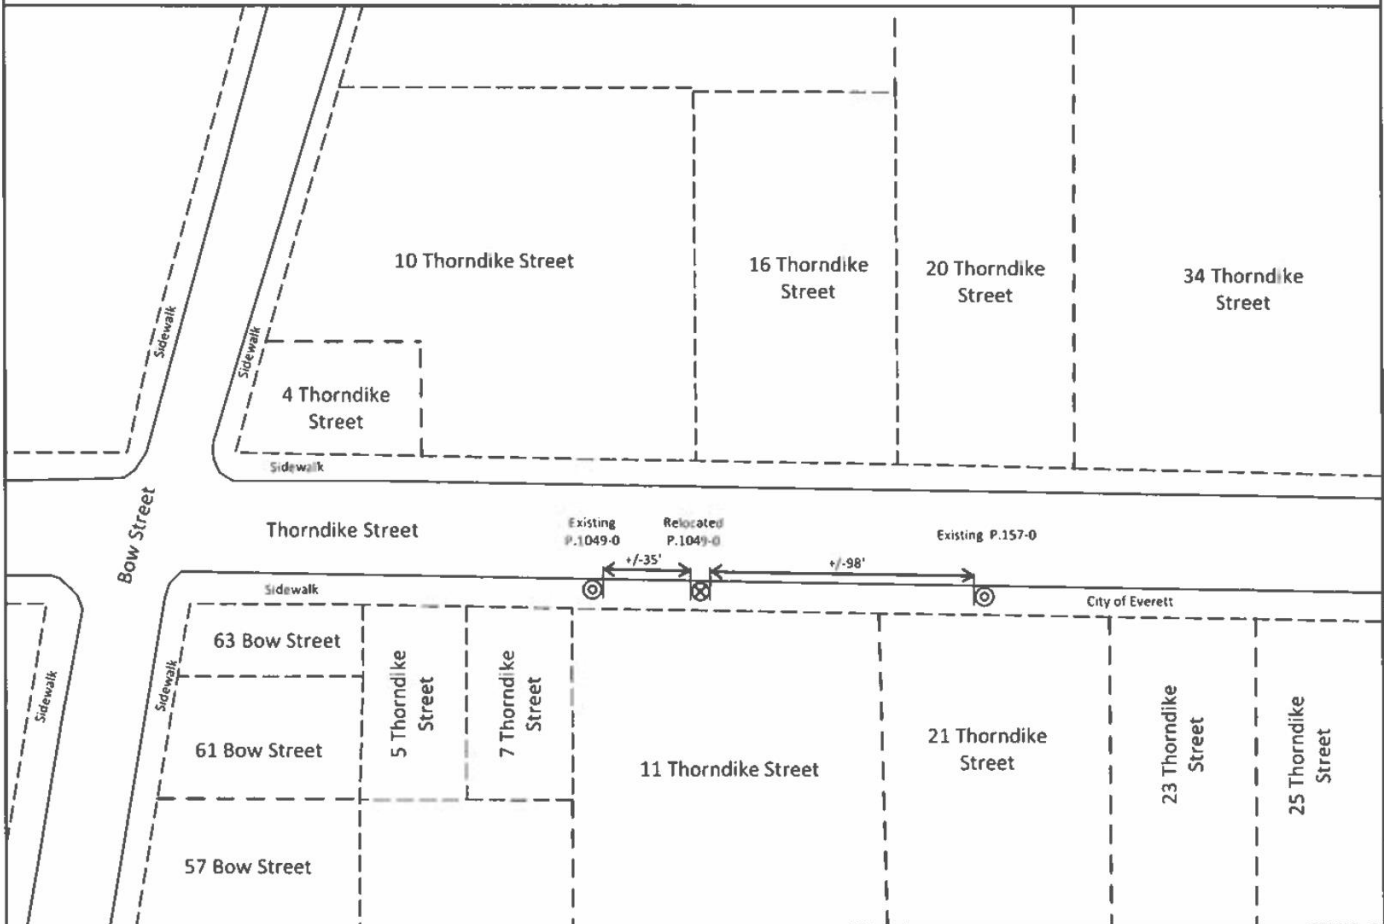 10 Thorndike Street
16 Thorndike
Street
20 Thorndike
Street
34 Thorndike
Street
Sidewalk
Sidewalk
4 Thorndike
Street
Sidewalk
Bow Street
Thorndike Street
Existing
P.1049-0
Relocated
P.1049-0
Existing P.157-0
+/-35'
+/-98'
Sidewalk
City of Everett
63 Bow Street
5 Thorndike
Street
7 Thorndike
Street
Sidewalk
Sidewalk
61 Bow Street
11 Thorndike Street
21 Thorndike
Street
23 Thorndike
Street
25 Thorndike
Street
57 Bow Street